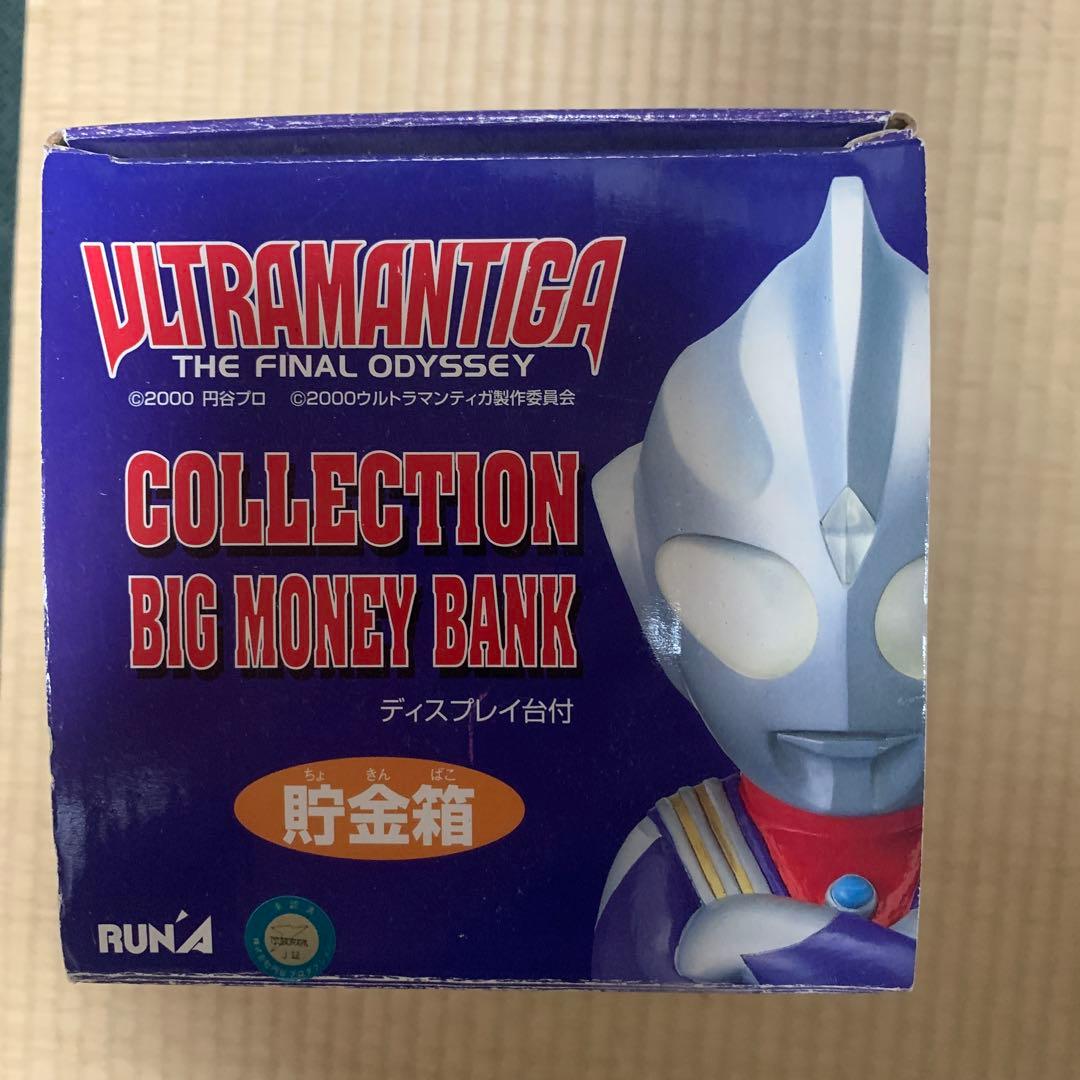 ULTRAMANTIGA
THE FINAL ODYSSEY
©2000 円谷プロ ©2000ウルトラマンティガ製作委員会
COLLECTION
BIG MONEY BANK
ディスプレイ台付
ちょ きん ばこ
貯金箱
RUN'A